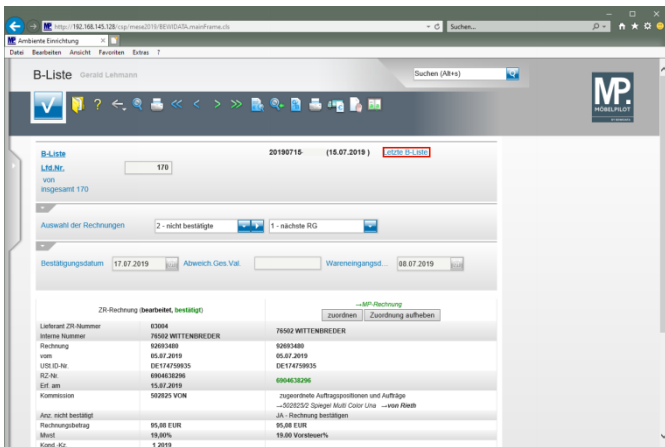 http://192.168.145.128/csp/mese2019/BEWIDATA.mainFrame.cls
Suchen...
Ambiente Einrichtung
Datei Bearbeiten Ansicht Favoriten Extras ?
B-Liste Gerald Lehmann
Suchen (Alt+s)
MP.
MÖBELPILOT
B-Liste 20190715- (15.07.2019 ) Letzte B-Liste
Lfd.Nr. 170
von
insgesamt 170
Auswahl der Rechnungen 2 - nicht bestätigte 1 - nächste RG
Bestätigungsdatum 17.07.2019 Abweich.Ges.Val. Wareneingangsd... 08.07.2019
ZR-Rechnung (bearbeitet, bestätigt) →MP-Rechnung
zuordnen Zuordnung aufheben
Lieferant ZR-Nummer 03004
Interne Nummer 76502 WITTENBREDER 76502 WITTENBREDER
Rechnung 92693480 92693480
vom 05.07.2019 05.07.2019
USt.ID-Nr. DE174759935 DE174759935
RZ-Nr. 6904638296 6904638296
Erf. am 15.07.2019
Kommission 502825 VON zugeordnete Auftragspositionen und Aufträge
→502825/2 Spiegel Multi Color Una →von Rieth
Anz. nicht bestätigt JA - Rechnung bestätigen
Rechnungsbetrag 95,08 EUR 95,08 EUR
Mwst 19,00% 19.00 Vorsteuer%
Kond.-Kz. 1 2019